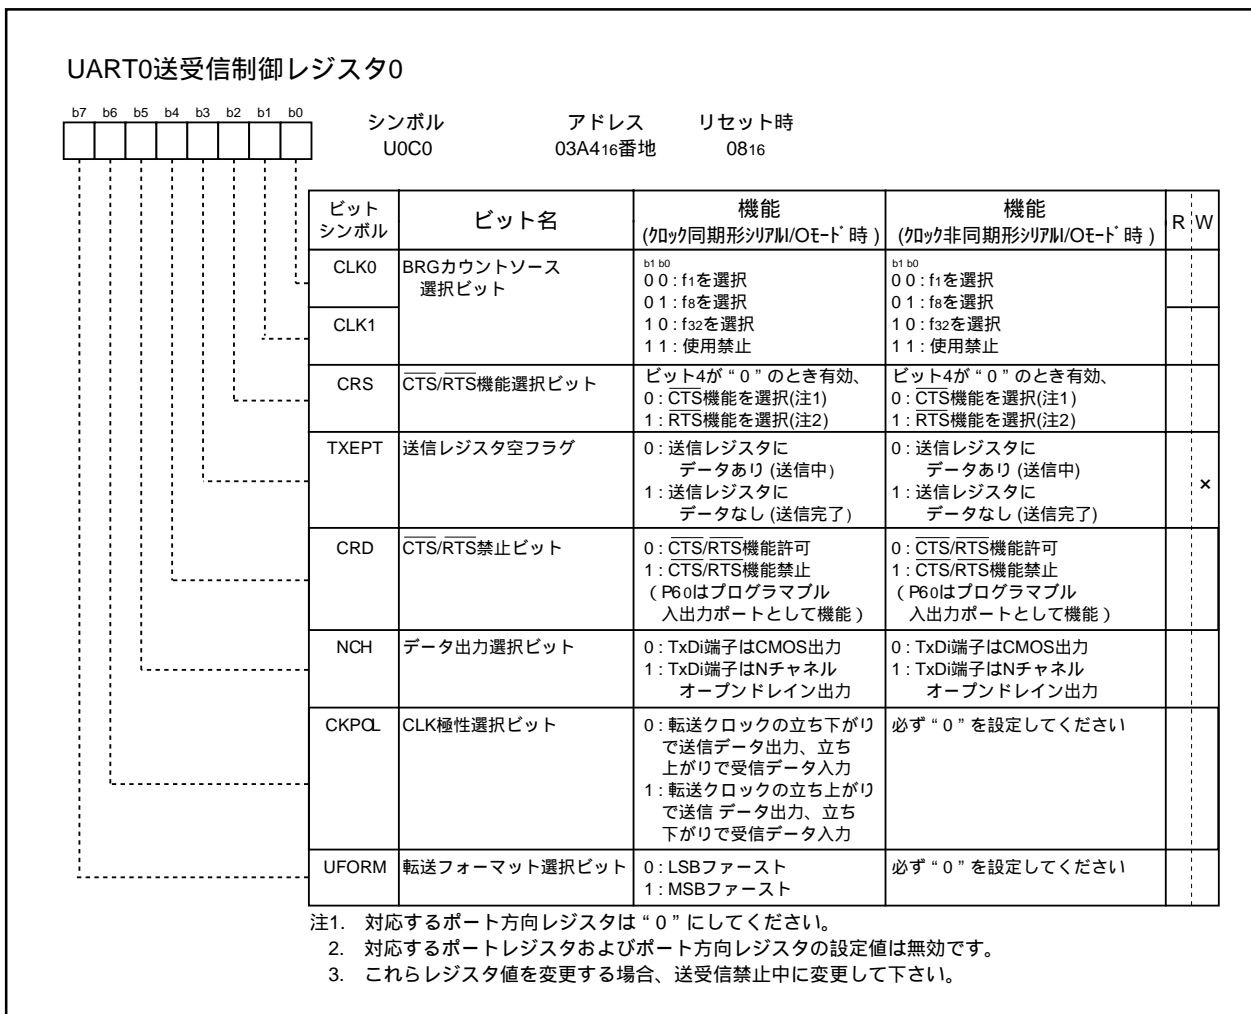 UART0送受信制御レジスタ0
b7 b6 b5 b4 b3 b2 b1 b0
シンボル アドレス リセット時
U0C0 03A416番地 0816
ビット
シンボル
ビット名
機能
(クロック同期形シリアルI/Oモード時)
機能
(クロック非同期形シリアルI/Oモード時)
R W
CLK0
CLK1
BRGカウントソース
選択ビット
b1 b0
0 0 : f1を選択
0 1 : f8を選択
1 0 : f32を選択
1 1 : 使用禁止
b1 b0
0 0 : f1を選択
0 1 : f8を選択
1 0 : f32を選択
1 1 : 使用禁止
CRS
CTS/RTS機能選択ビット
ビット4が“0”のとき有効、
0 : CTS機能を選択(注1)
1 : RTS機能を選択(注2)
ビット4が“0”のとき有効、
0 : CTS機能を選択(注1)
1 : RTS機能を選択(注2)
TXEPT
送信レジスタ空フラグ
0 : 送信レジスタに
データあり(送信中)
1 : 送信レジスタに
データなし(送信完了)
0 : 送信レジスタに
データあり(送信中)
1 : 送信レジスタに
データなし(送信完了)
×
CRD
CTS/RTS禁止ビット
0 : CTS/RTS機能許可
1 : CTS/RTS機能禁止
(P60はプログラマブル
入出力ポートとして機能)
0 : CTS/RTS機能許可
1 : CTS/RTS機能禁止
(P60はプログラマブル
入出力ポートとして機能)
NCH
データ出力選択ビット
0 : TxDi端子はCMOS出力
1 : TxDi端子はNチャネル
オープンドレイン出力
0 : TxDi端子はCMOS出力
1 : TxDi端子はNチャネル
オープンドレイン出力
CKPOL
CLK極性選択ビット
0 : 転送クロックの立ち下がり
で送信データ出力、立ち
上がりで受信データ入力
1 : 転送クロックの立ち上がり
で送信 データ出力、立ち
下がりで受信データ入力
必ず“0”を設定してください
UFORM
転送フォーマット選択ビット
0 : LSBファースト
1 : MSBファースト
必ず“0”を設定してください
注1. 対応するポート方向レジスタは“0”にしてください。
2. 対応するポートレジスタおよびポート方向レジスタの設定値は無効です。
3. これらレジスタ値を変更する場合、送受信禁止中に変更して下さい。